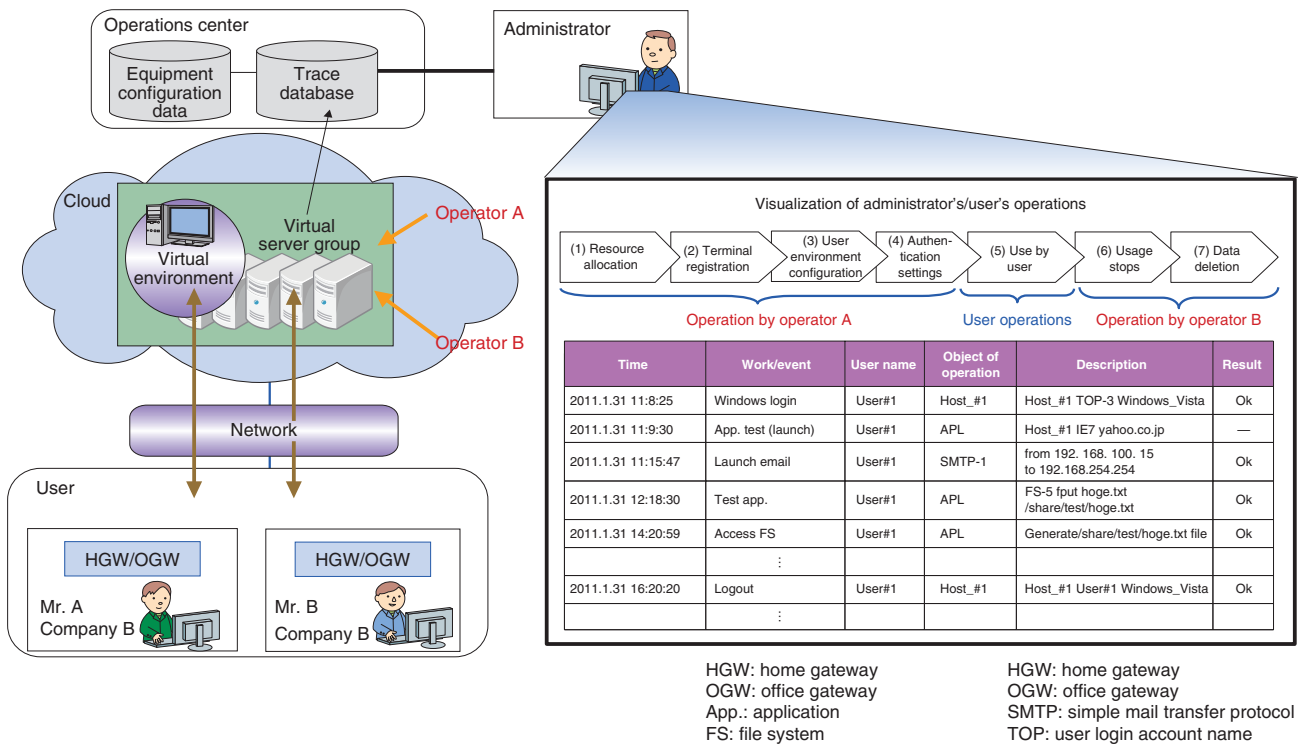 Operations center
Equipment
configuration
data
Trace
database
Administrator
Cloud
Virtual
environment
Virtual
server group
Operator A
Operator B
Network
User
HGW/OGW
Mr. A
Company B
HGW/OGW
Mr. B
Company B
Visualization of administrator's/user's operations
(1) Resource
allocation
(2) Terminal
registration
(3) User
environment
configuration
(4) Authen-
tication
settings
(5) Use by
user
(6) Usage
stops
(7) Data
deletion
Operation by operator A
User operations
Operation by operator B
Time Work/event User name Object of operation Description Result
2011.1.31 11:8:25 Windows login User#1 Host_#1 Host_#1 TOP-3 Windows_Vista Ok
2011.1.31 11:9:30 App. test (launch) User#1 APL Host_#1 IE7 yahoo.co.jp —
2011.1.31 11:15:47 Launch email User#1 SMTP-1 from 192. 168. 100. 15
to 192.168.254.254 Ok
2011.1.31 12:18:30 Test app. User#1 APL FS-5 fput hoge.txt
/share/test/hoge.txt Ok
2011.1.31 14:20:59 Access FS User#1 APL Generate/share/test/hoge.txt file Ok
⋮
2011.1.31 16:20:20 Logout User#1 Host_#1 Host_#1 User#1 Windows_Vista Ok
⋮
HGW: home gateway
OGW: office gateway
App.: application
FS: file system
HGW: home gateway
OGW: office gateway
SMTP: simple mail transfer protocol
TOP: user login account name